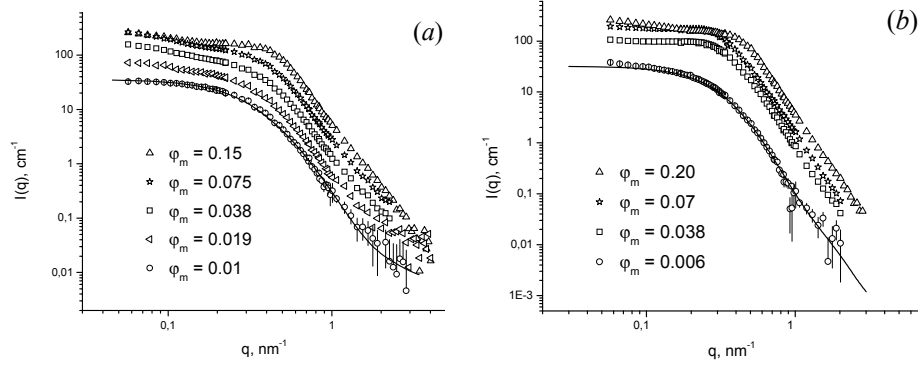 (a)
100
10
1
0,1
0,01
I(q), cm⁻¹
φm = 0.15
φm = 0.075
φm = 0.038
φm = 0.019
φm = 0.01
0,1
1
q, nm⁻¹
(b)
100
10
1
0,1
0,01
1E-3
I(q), cm⁻¹
φm = 0.20
φm = 0.07
φm = 0.038
φm = 0.006
0,1
1
q, nm⁻¹